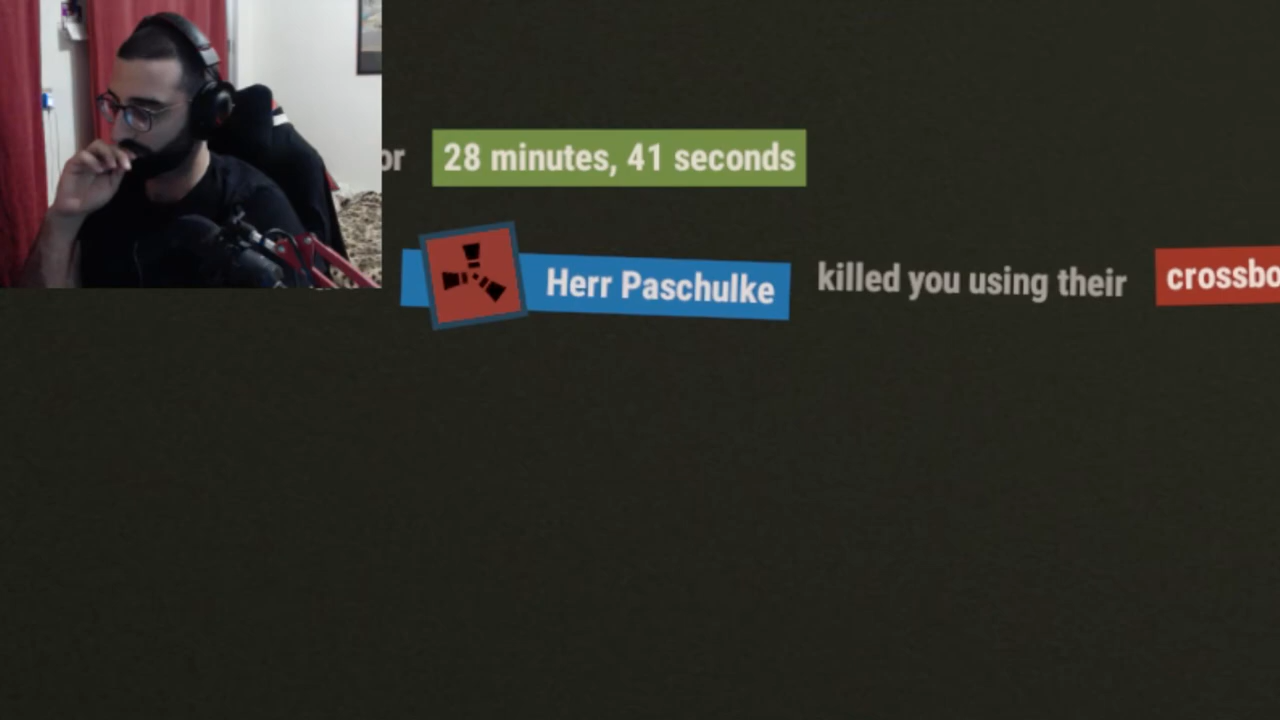 or 28 minutes, 41 seconds
Herr Paschulke killed you using their crossbo